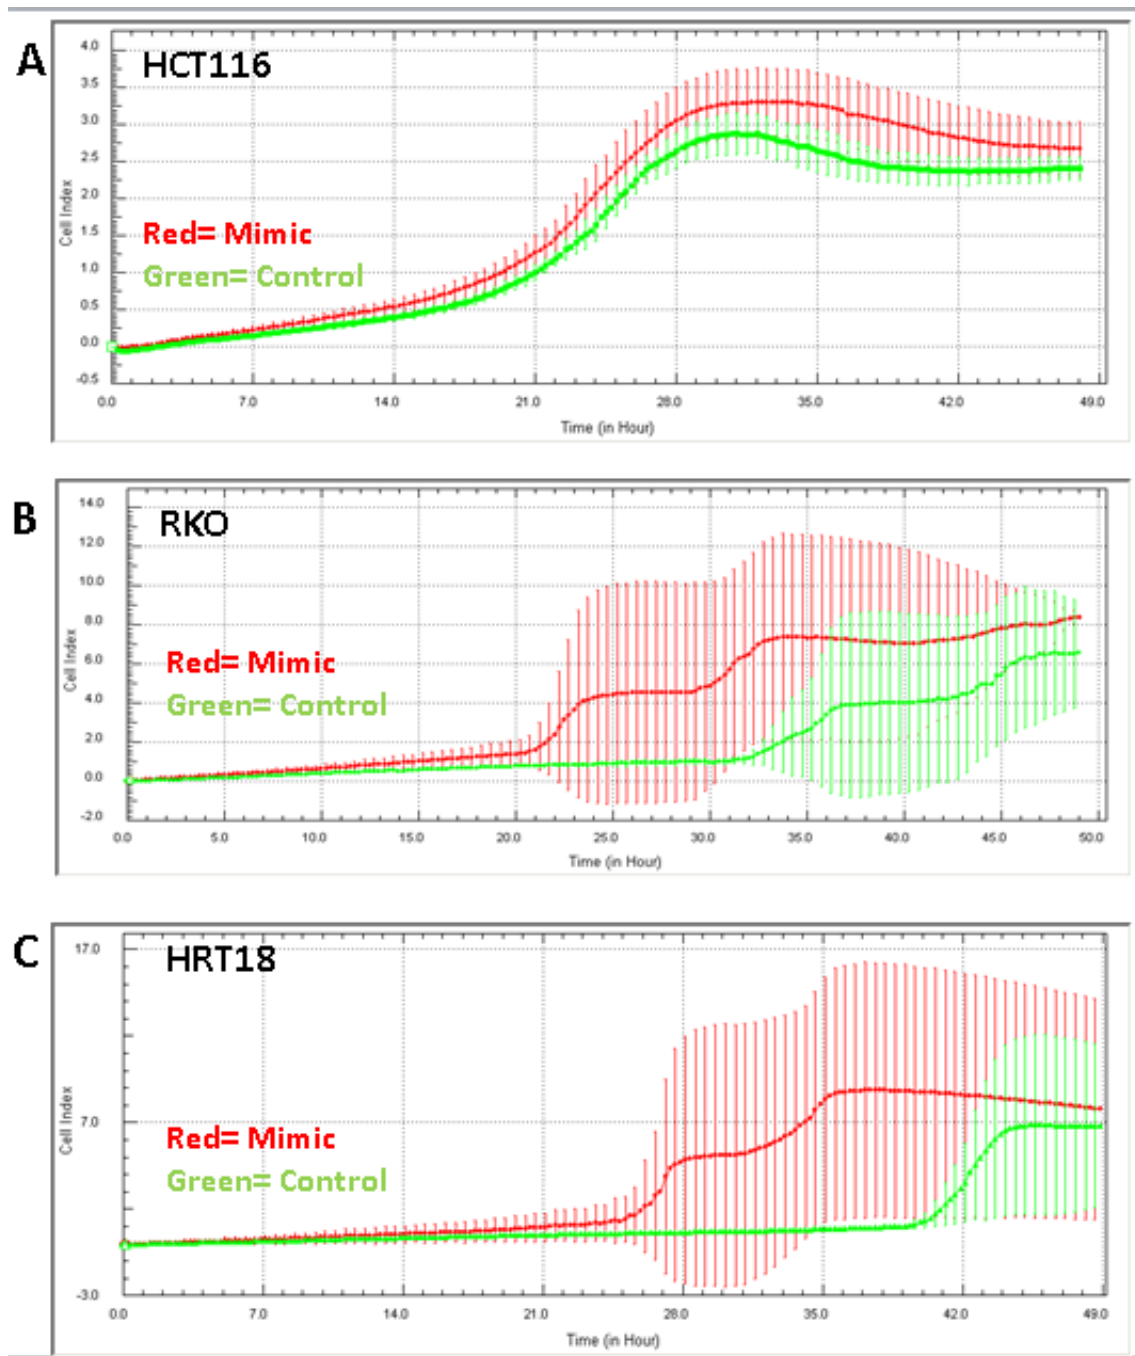 A
HCT116
4.0
3.5
3.0
2.5
2.0
1.5
1.0
0.5
0.0
-0.5
Cell Index
Red= Mimic
Green= Control
0.0 7.0 14.0 21.0 28.0 35.0 42.0 49.0
Time (in Hour)
B
RKO
14.0
12.0
10.0
8.0
6.0
4.0
2.0
0.0
-2.0
Cell Index
Red= Mimic
Green= Control
0.0 5.0 10.0 15.0 20.0 25.0 30.0 35.0 40.0 45.0 50.0
Time (in Hour)
C
HRT18
17.0
7.0
-3.0
Cell Index
Red= Mimic
Green= Control
0.0 7.0 14.0 21.0 28.0 35.0 42.0 49.0
Time (in Hour)